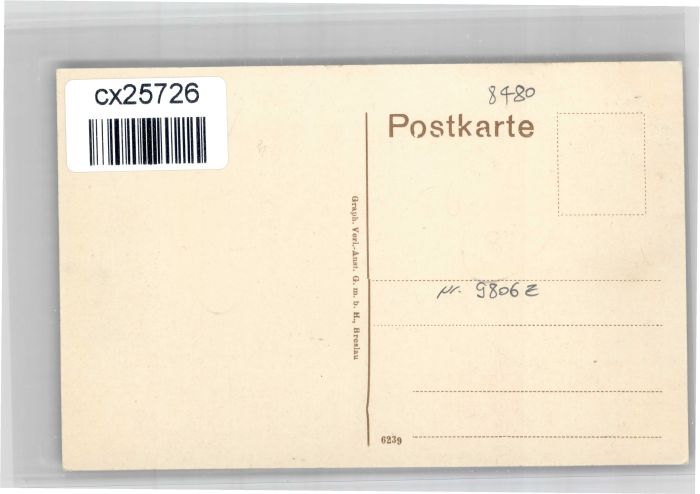 cx25726
8480
Postkarte
Graph. Verl.-Anst. G. m. b. H., Breslau
Nr. 9806 E
6239